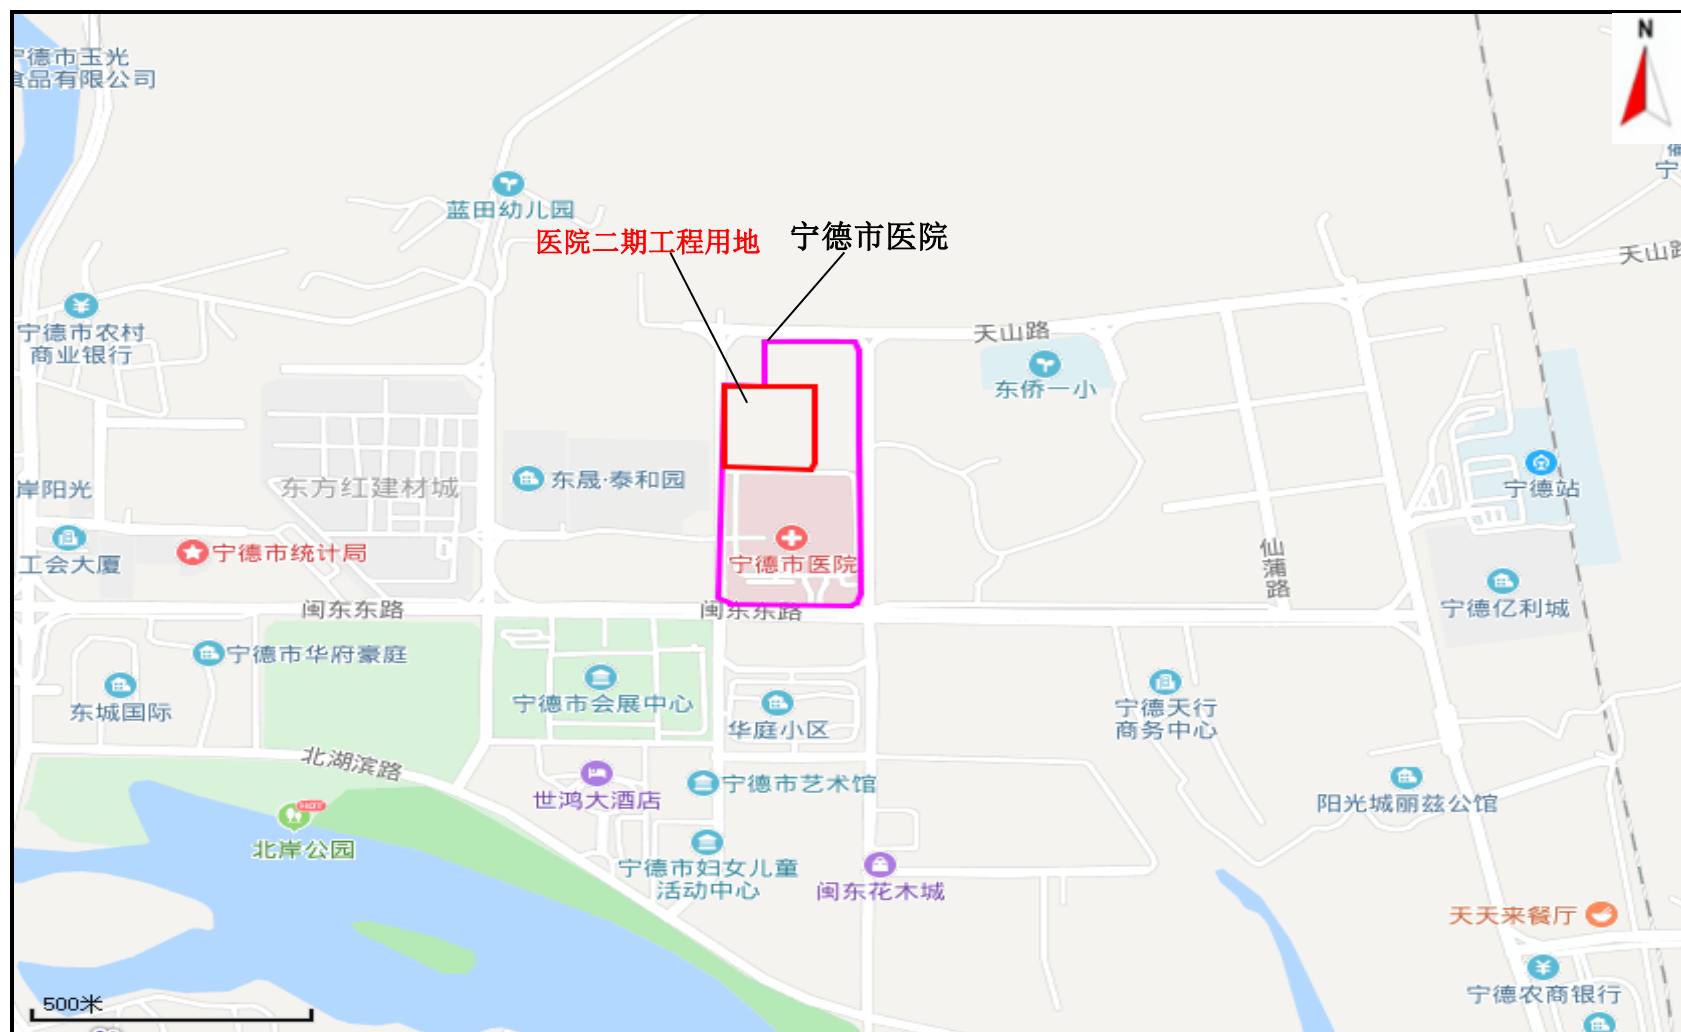 N
宁德市玉光
食品有限公司
宁
蓝田幼儿园
医院二期工程用地
宁德市医院
天山路
宁德市农村
商业银行
天山路
东侨一小
岸阳光
东方红建材城
东晟·泰和园
宁德站
工会大厦
宁德市统计局
宁德市医院
仙蒲路
闽东东路
闽东东路
宁德亿利城
宁德市华府豪庭
东城国际
宁德市会展中心
华庭小区
宁德天行
商务中心
北湖滨路
世鸿大酒店
宁德市艺术馆
阳光城丽兹公馆
HOT
北岸公园
宁德市妇女儿童
活动中心
闽东花木城
天天来餐厅
宁德农商银行
500米